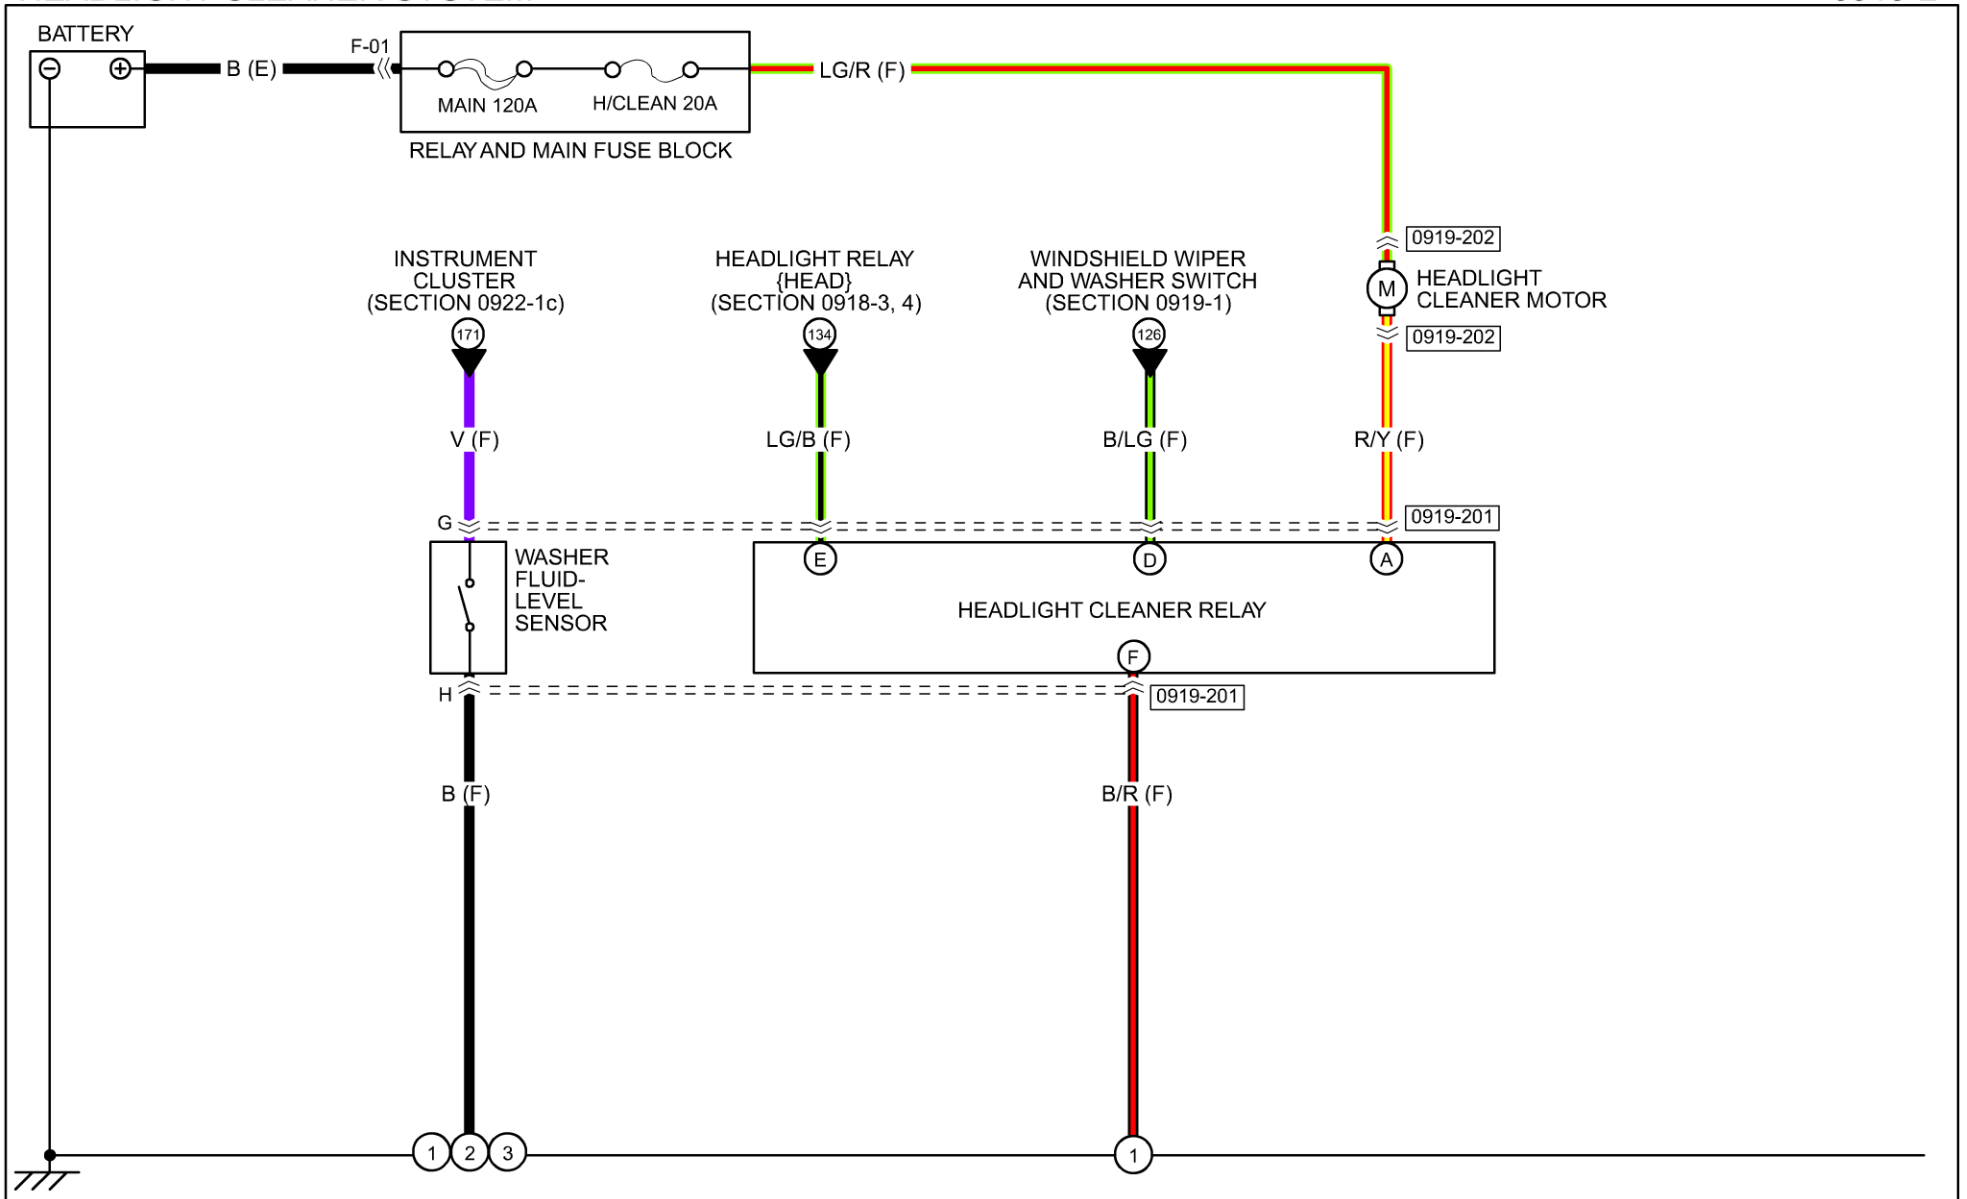 BATTERY
− +
B (E)
F-01
MAIN 120A
H/CLEAN 20A
RELAY AND MAIN FUSE BLOCK
LG/R (F)
0919-202
M
HEADLIGHT
CLEANER MOTOR
0919-202
INSTRUMENT
CLUSTER
(SECTION 0922-1c)
171
HEADLIGHT RELAY
{HEAD}
(SECTION 0918-3, 4)
134
WINDSHIELD WIPER
AND WASHER SWITCH
(SECTION 0919-1)
126
V (F)
LG/B (F)
B/LG (F)
R/Y (F)
G
0919-201
WASHER
FLUID-
LEVEL
SENSOR
E
D
A
HEADLIGHT CLEANER RELAY
F
H
0919-201
B (F)
B/R (F)
1 2 3
1